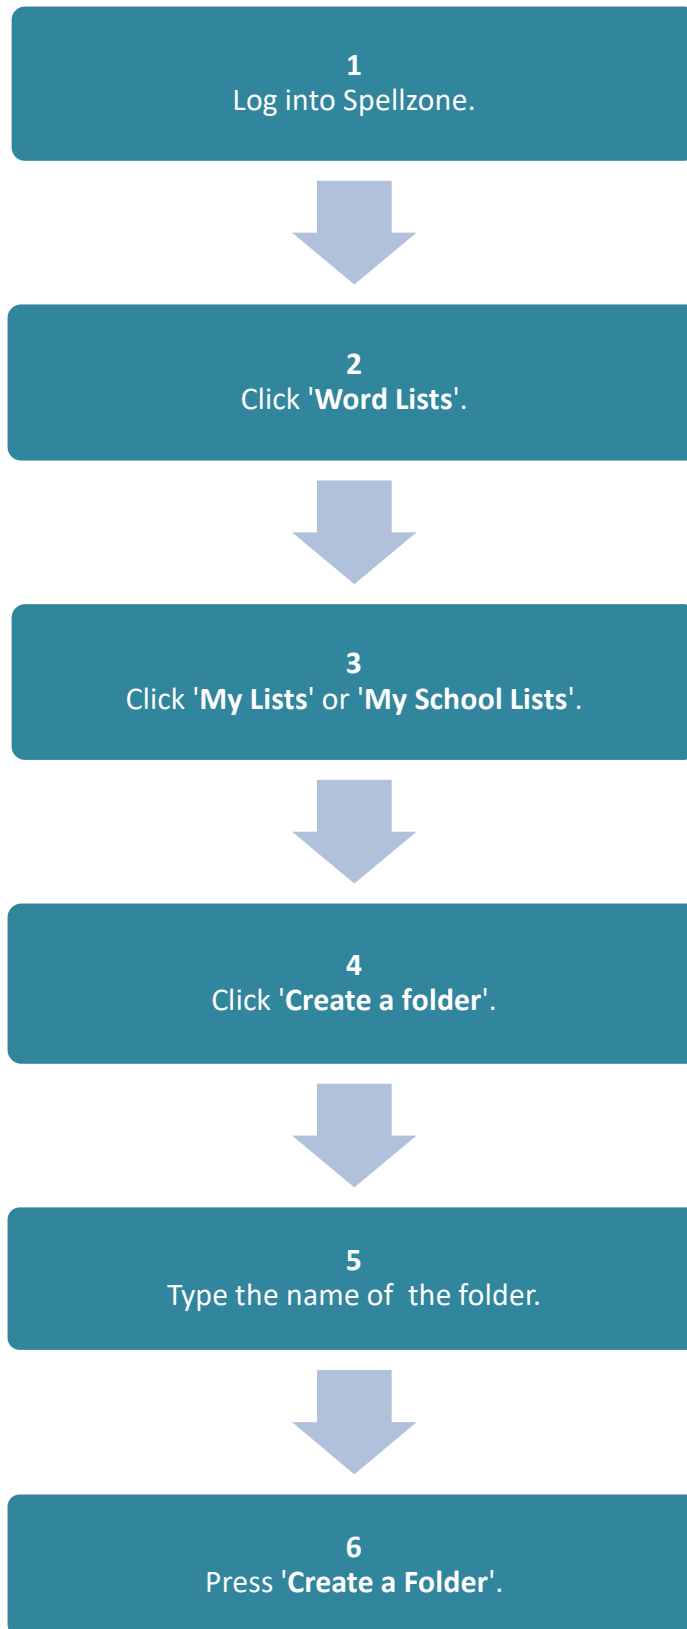 1
Log into Spellzone.
2
Click 'Word Lists'.
3
Click 'My Lists' or 'My School Lists'.
4
Click 'Create a folder'.
5
Type the name of  the folder.
6
Press 'Create a Folder'.